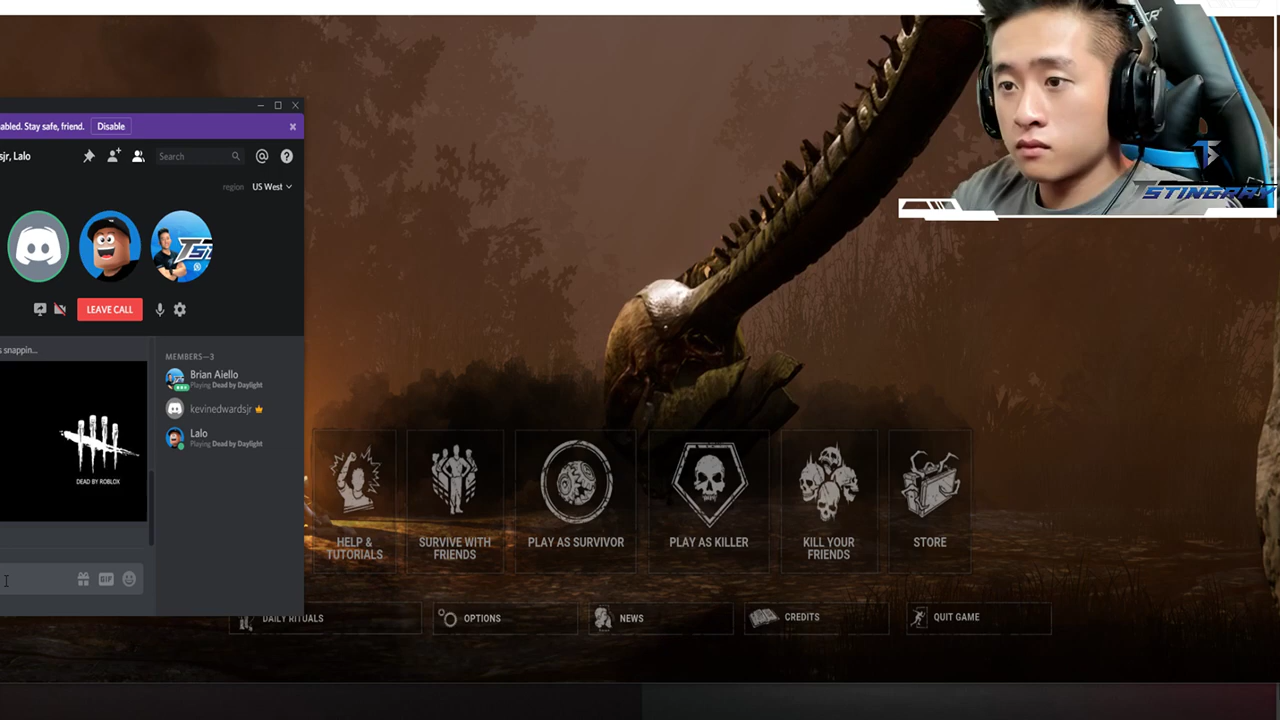 abled. Stay safe, friend.
Disable
sjr, Lalo
Search
region
US West
LEAVE CALL
s snappin...
MEMBERS—3
Brian Aiello
Playing Dead by Daylight
kevinedwardsjr
Lalo
Playing Dead by Daylight
DEAD BY ROBLOX
GIF
STINGRAY
HELP &
TUTORIALS
SURVIVE WITH
FRIENDS
PLAY AS SURVIVOR
PLAY AS KILLER
KILL YOUR
FRIENDS
STORE
DAILY RITUALS
OPTIONS
NEWS
CREDITS
QUIT GAME